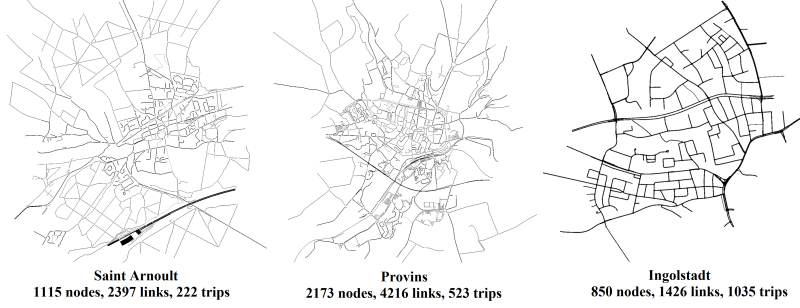 Saint Arnoult
1115 nodes, 2397 links, 222 trips
Provins
2173 nodes, 4216 links, 523 trips
Ingolstadt
850 nodes, 1426 links, 1035 trips